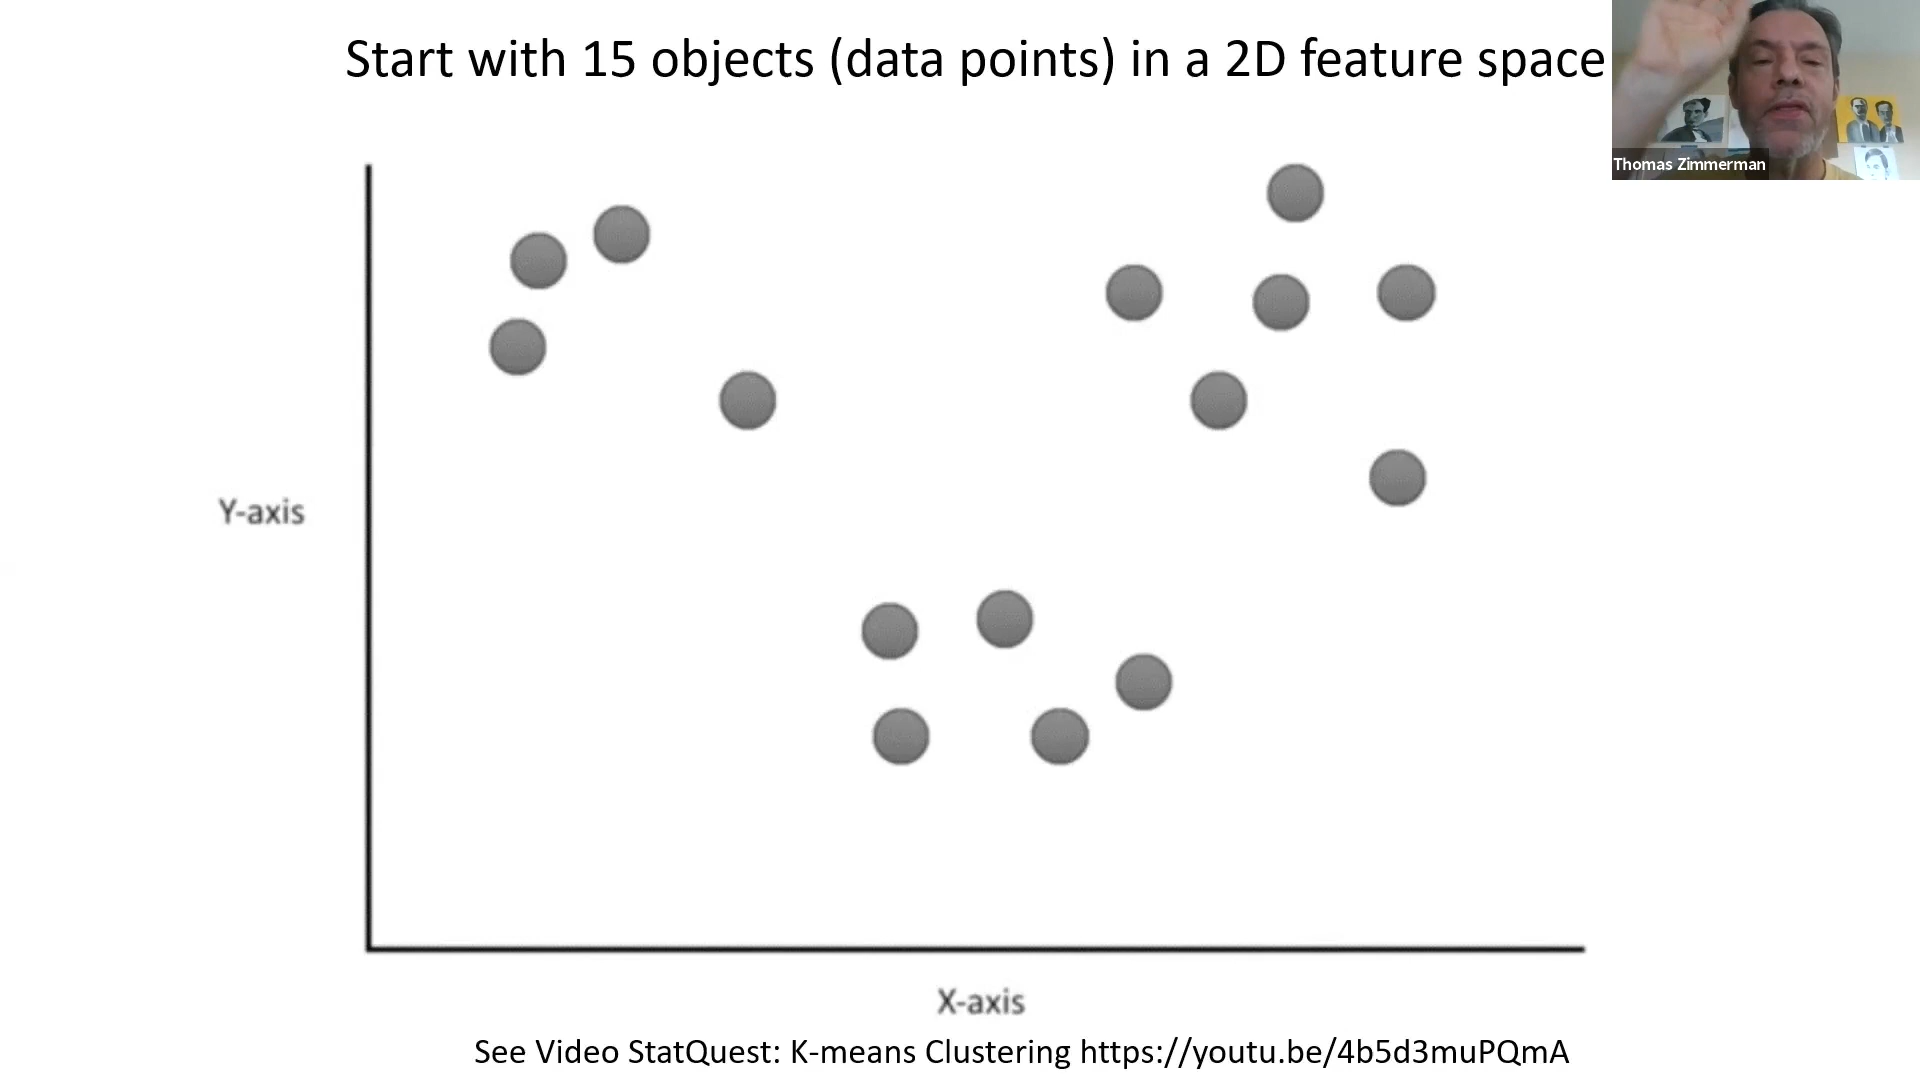 Start with 15 objects (data points) in a 2D feature space
Thomas Zimmerman
Y-axis
X-axis
See Video StatQuest: K-means Clustering https://youtu.be/4b5d3muPQmA